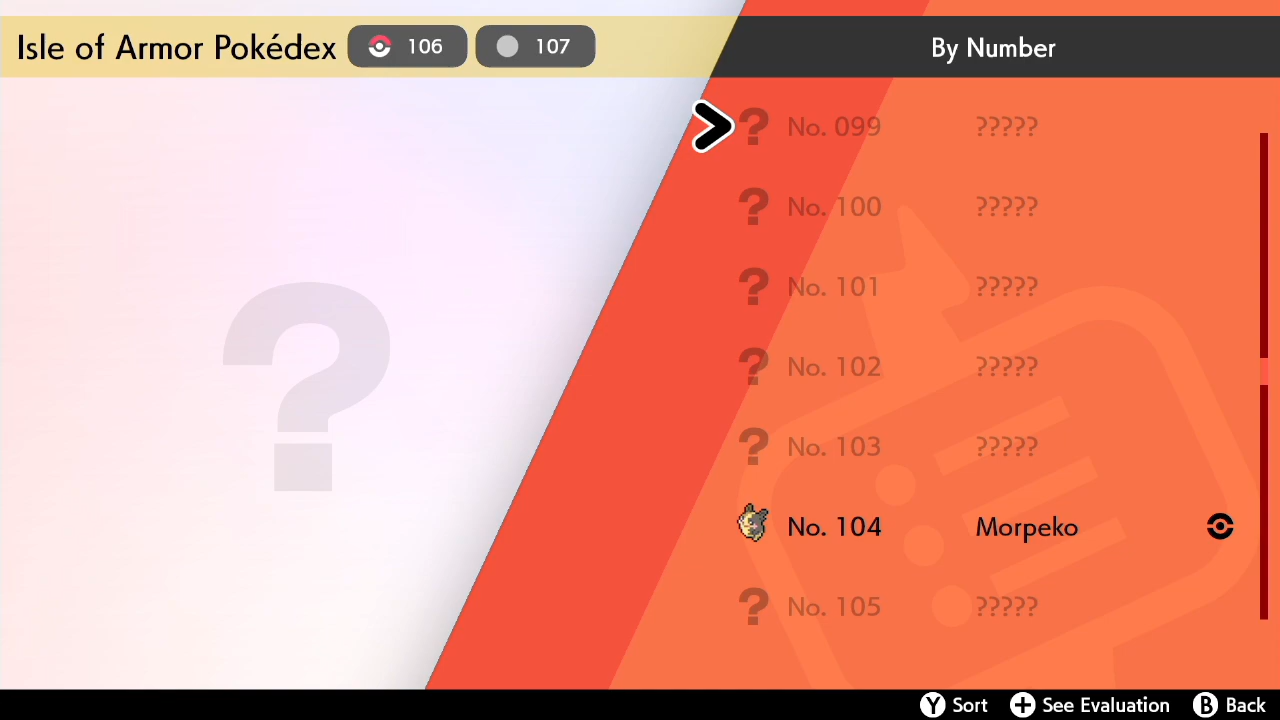 Isle of Armor Pokédex 106 107 By Number
? No. 099 ?????
? No. 100 ?????
? No. 101 ?????
? No. 102 ?????
? No. 103 ?????
No. 104 Morpeko
? No. 105 ?????
?
Y Sort + See Evaluation B Back